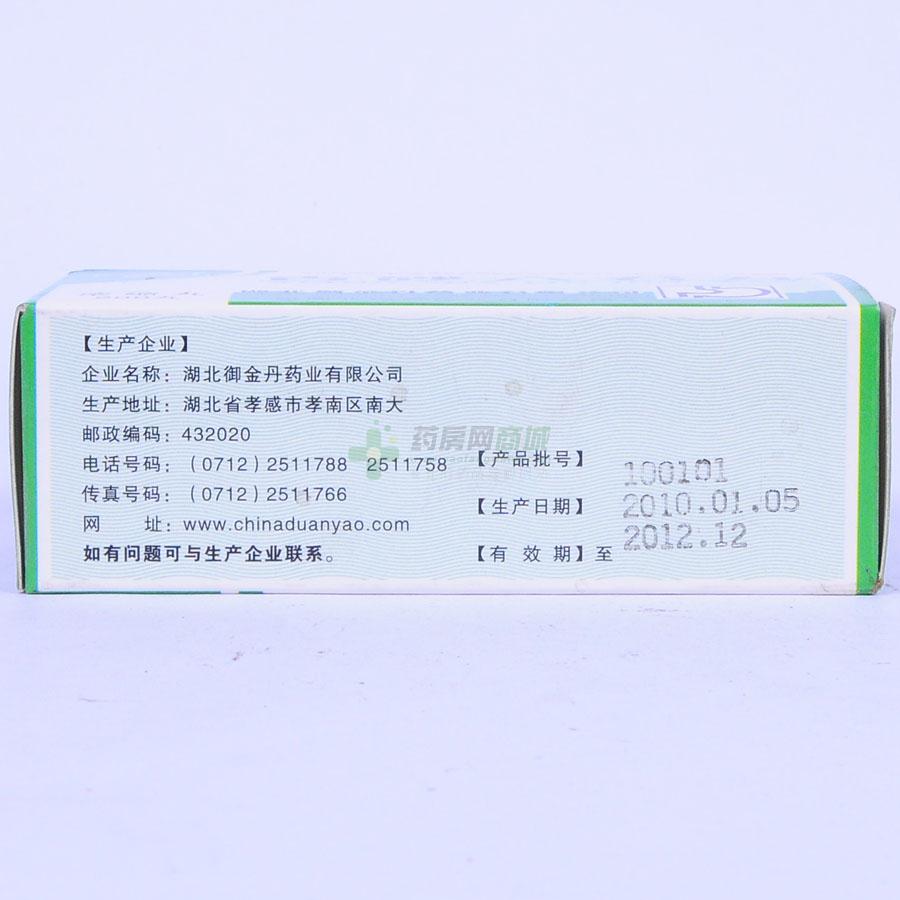 【生产企业】
企业名称：湖北御金丹药业有限公司
生产地址：湖北省孝感市孝南区南大
邮政编码：432020
电话号码：（0712）2511788 2511758
传真号码：（0712）2511766
网 址：www.chinaduanyao.com
如有问题可与生产企业联系。
药房网商城
【产品批号】 100101
【生产日期】 2010.01.05
【有 效 期】至 2012.12